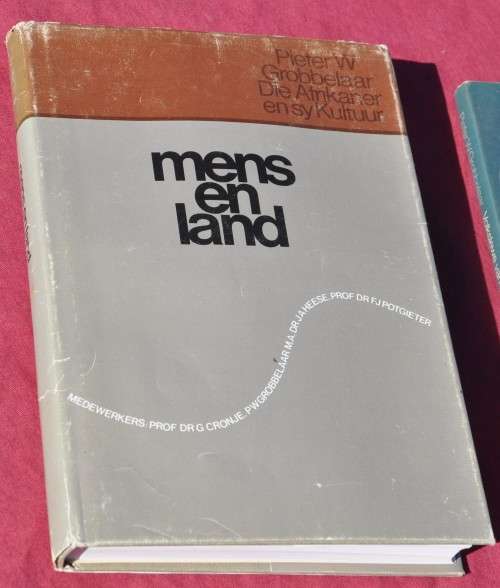 Pieter W
Grobbelaar
Die Afrikaner
en sy Kultuur
mens
en
land
MEDEWERKERS: PROF DR G. CRONJE, P.W. GROBBELAAR M.A. DR J.A. HEESE, PROF DR F.J. POTGIETER